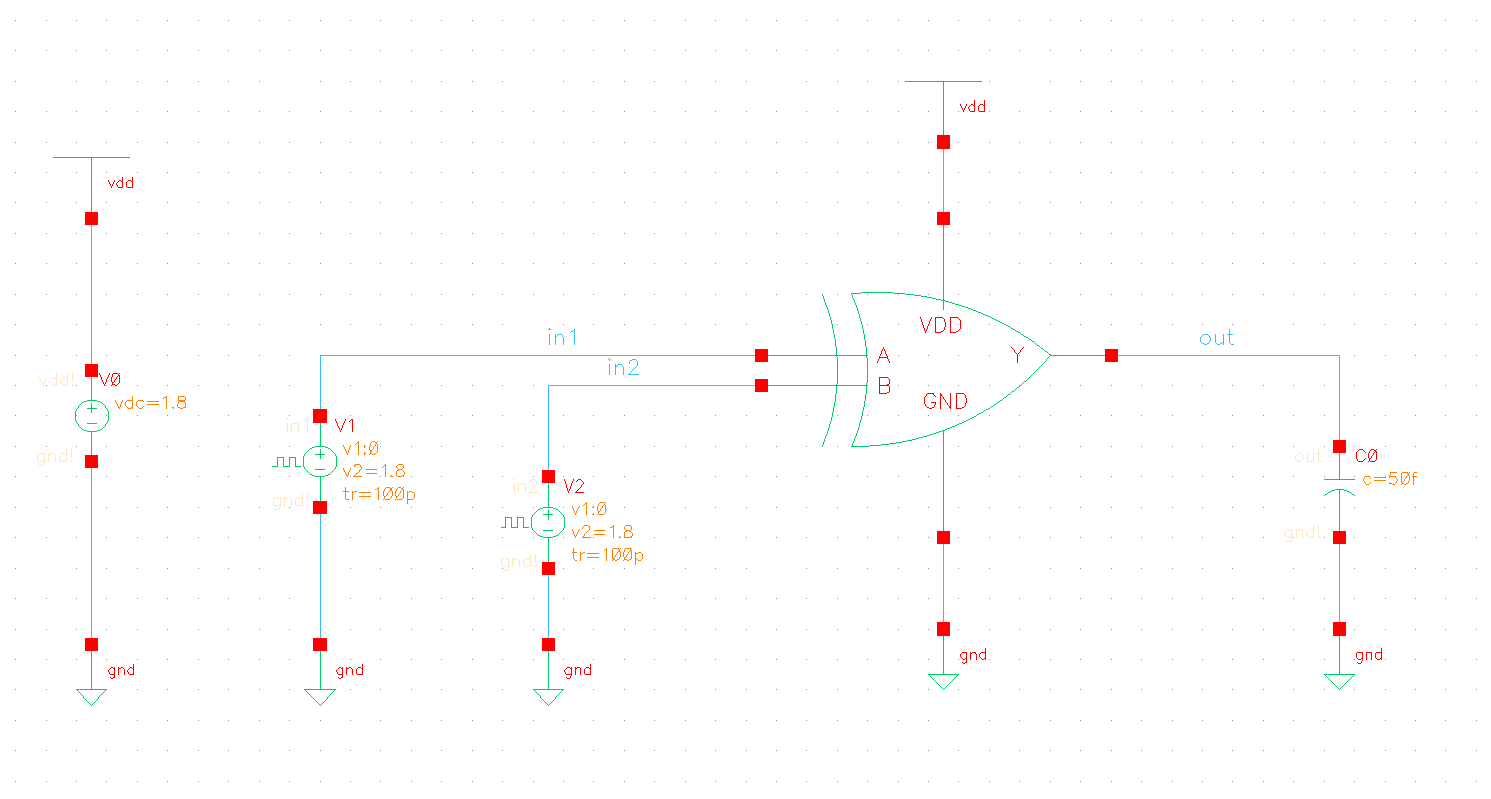 vdd
vdd
in1
in2
VDD
A
B
Y
GND
out
vdd!
V0
vdc=1.8
gnd!
gnd
in1
V1
v1:0
v2=1.8
tr=100p
gnd!
gnd
in2
V2
v1:0
v2=1.8
tr=100p
gnd!
gnd
gnd
out
C0
c=50f
gnd!
gnd